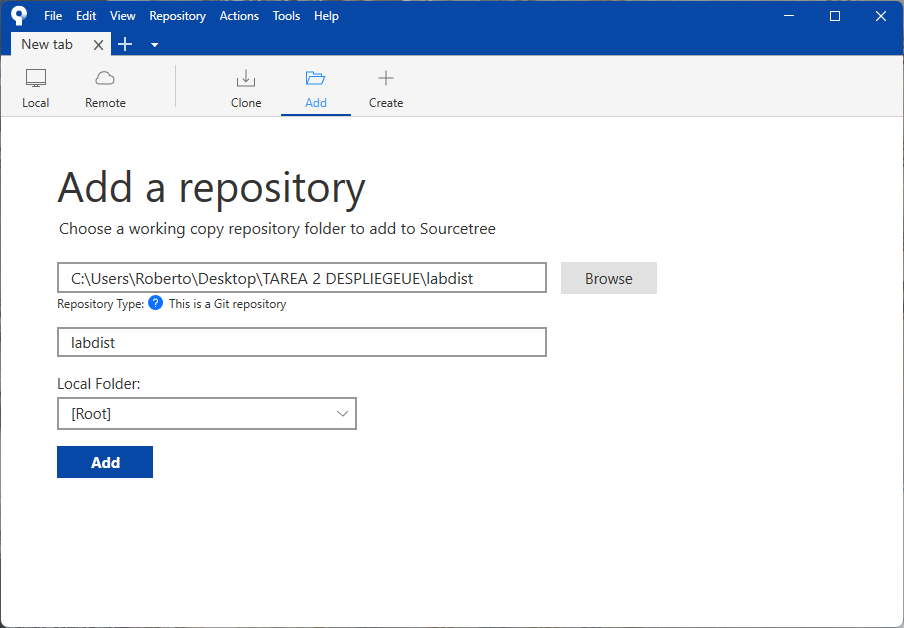 File Edit View Repository Actions Tools Help
New tab
Local Remote Clone Add Create
Add a repository
Choose a working copy repository folder to add to Sourcetree
C:\Users\Roberto\Desktop\TAREA 2 DESPLIEGEUE\labdist Browse
Repository Type: ? This is a Git repository
labdist
Local Folder:
[Root]
Add